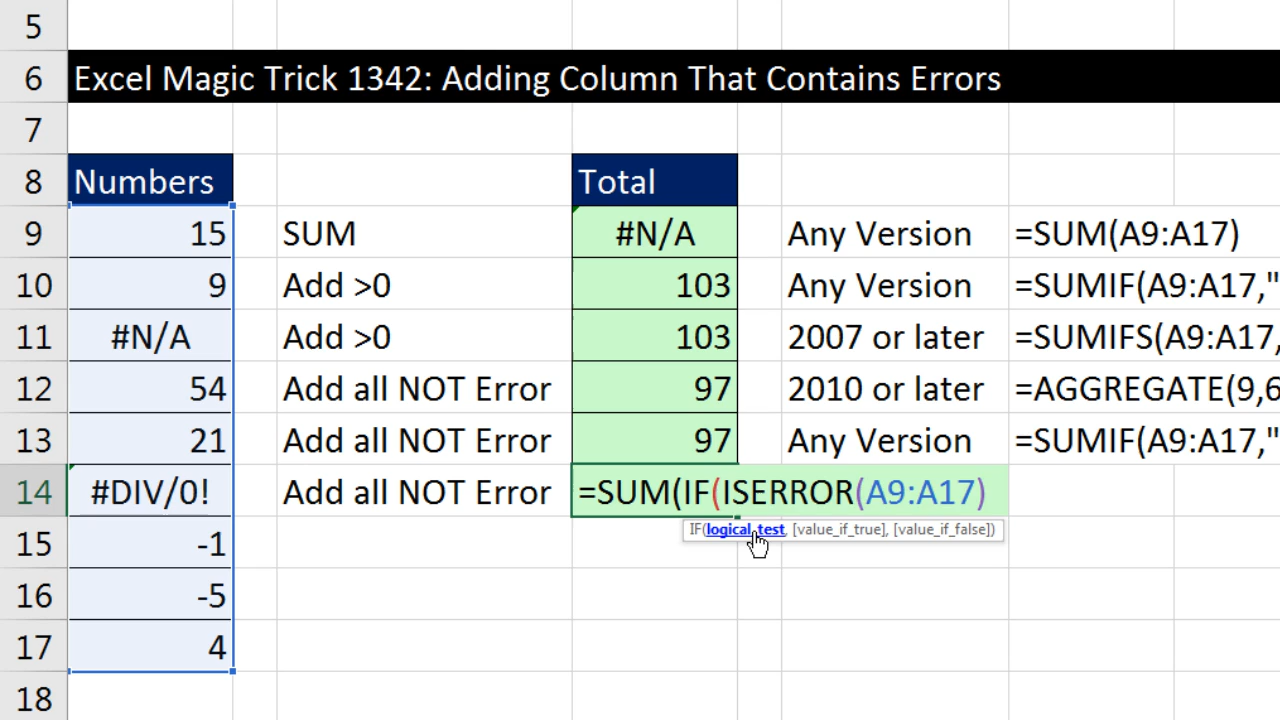 5
6 Excel Magic Trick 1342: Adding Column That Contains Errors
7
8 Numbers Total
9 15 SUM #N/A Any Version =SUM(A9:A17)
10 9 Add >0 103 Any Version =SUMIF(A9:A17,"
11 #N/A Add >0 103 2007 or later =SUMIFS(A9:A17,
12 54 Add all NOT Error 97 2010 or later =AGGREGATE(9,6
13 21 Add all NOT Error 97 Any Version =SUMIF(A9:A17,"
14 #DIV/0! Add all NOT Error =SUM(IF(ISERROR(A9:A17)
IF(logical_test, [value_if_true], [value_if_false])
15 -1
16 -5
17 4
18